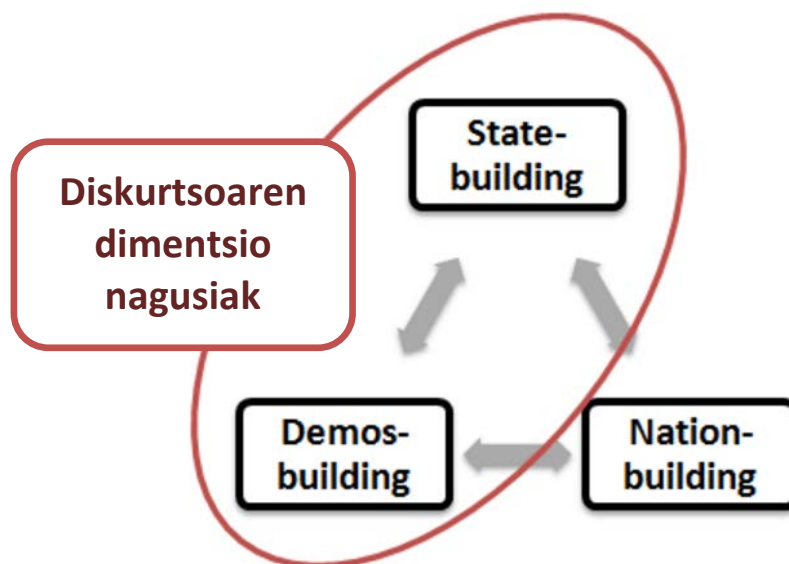 State-
building
Diskurtsoaren
dimentsio
nagusiak
Demos-
building
Nation-
building